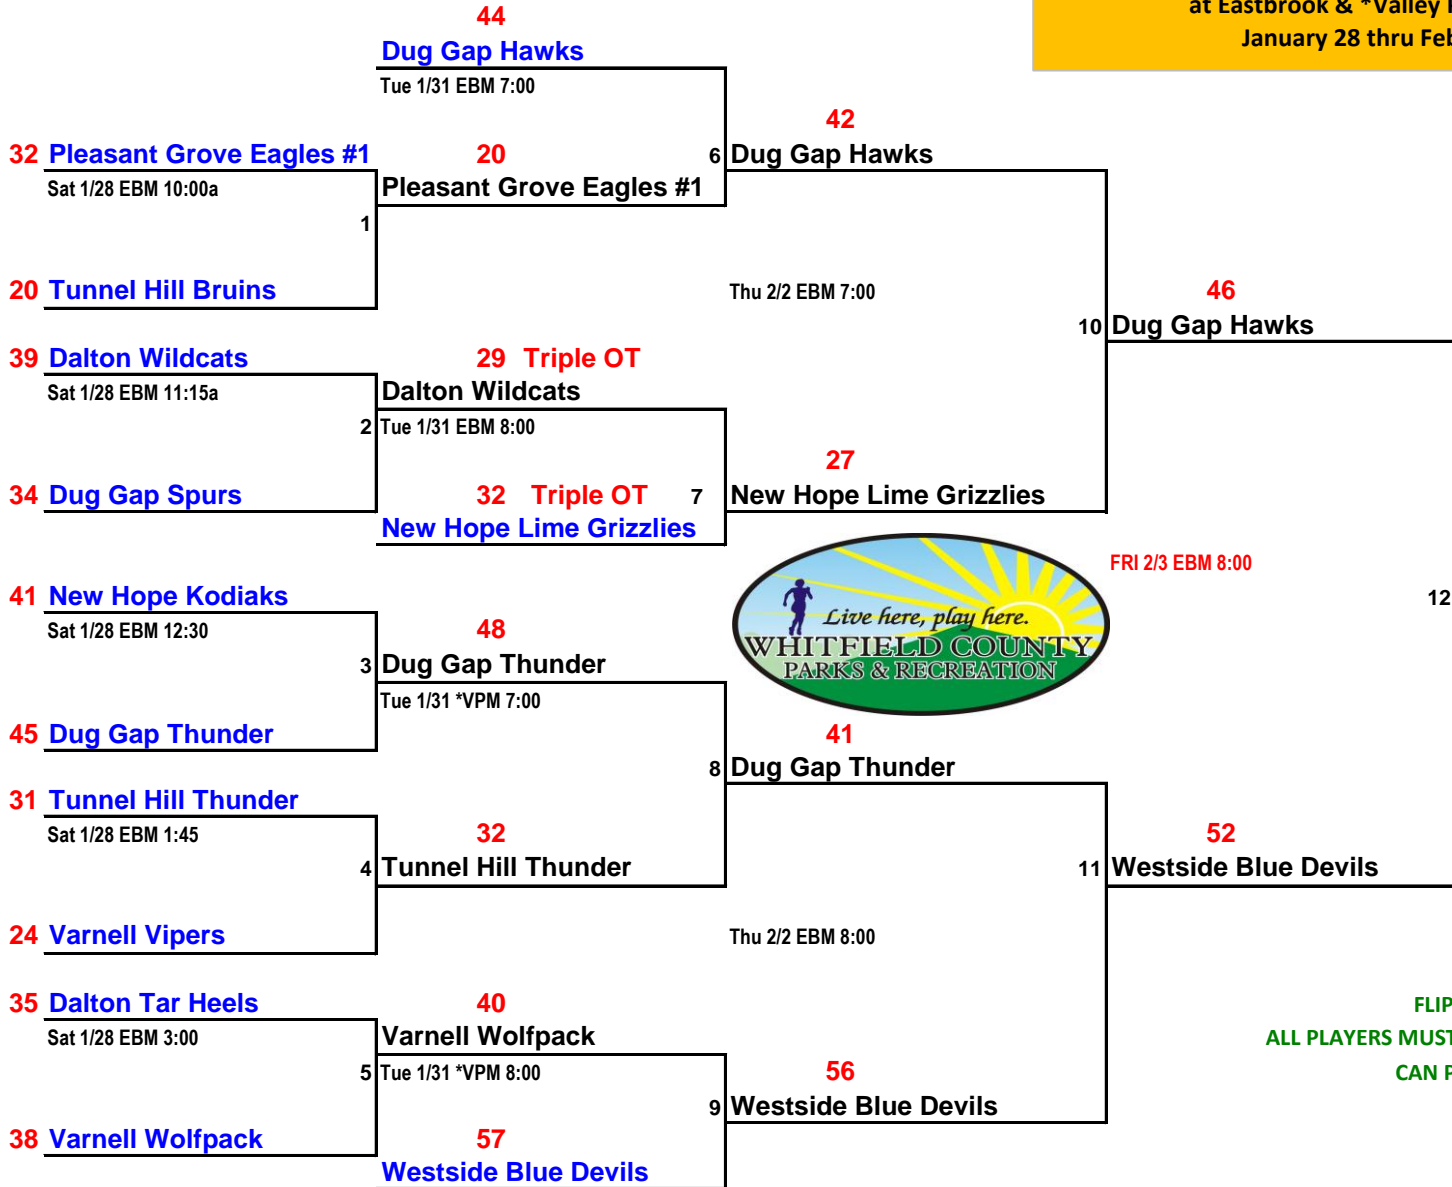 at Eastbrook & *Valley
January 28 thru Feb
44
Dug Gap Hawks
Tue 1/31 EBM 7:00
42
32 Pleasant Grove Eagles #1 20 6 Dug Gap Hawks
Sat 1/28 EBM 10:00a Pleasant Grove Eagles #1
1
20 Tunnel Hill Bruins Thu 2/2 EBM 7:00 46
10 Dug Gap Hawks
39 Dalton Wildcats 29 Triple OT
Sat 1/28 EBM 11:15a Dalton Wildcats
2 Tue 1/31 EBM 8:00
27
34 Dug Gap Spurs 32 Triple OT 7 New Hope Lime Grizzlies
New Hope Lime Grizzlies
FRI 2/3 EBM 8:00
41 New Hope Kodiaks 12
Live here, play here.
Sat 1/28 EBM 12:30 48
WHITFIELD COUNTY
3 Dug Gap Thunder PARKS & RECREATION
Tue 1/31 *VPM 7:00
45 Dug Gap Thunder 41
8 Dug Gap Thunder
31 Tunnel Hill Thunder
Sat 1/28 EBM 1:45 32 52
4 Tunnel Hill Thunder 11 Westside Blue Devils
24 Varnell Vipers Thu 2/2 EBM 8:00
35 Dalton Tar Heels 40 FLIP
Sat 1/28 EBM 3:00 Varnell Wolfpack ALL PLAYERS MUST
5 Tue 1/31 *VPM 8:00 56 CAN
9 Westside Blue Devils
38 Varnell Wolfpack 57
Westside Blue Devils